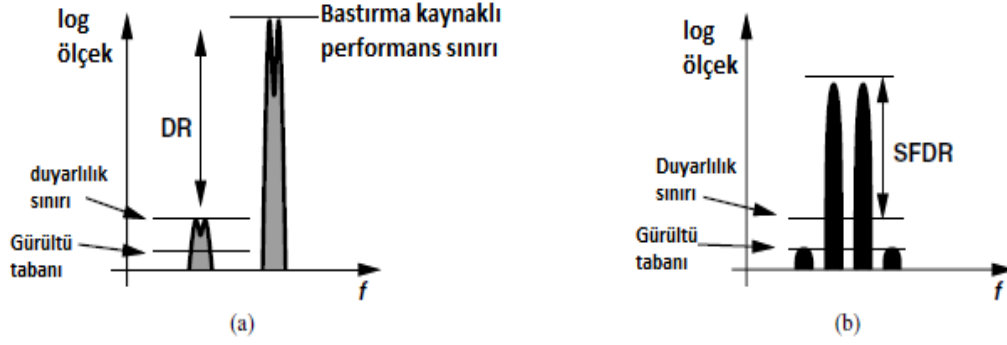 log
ölçek
Bastırma kaynaklı
performans sınırı
DR
duyarlılık
sınırı
Gürültü
tabanı
f
(a)
log
ölçek
SFDR
Duyarlılık
sınırı
Gürültü
tabanı
f
(b)